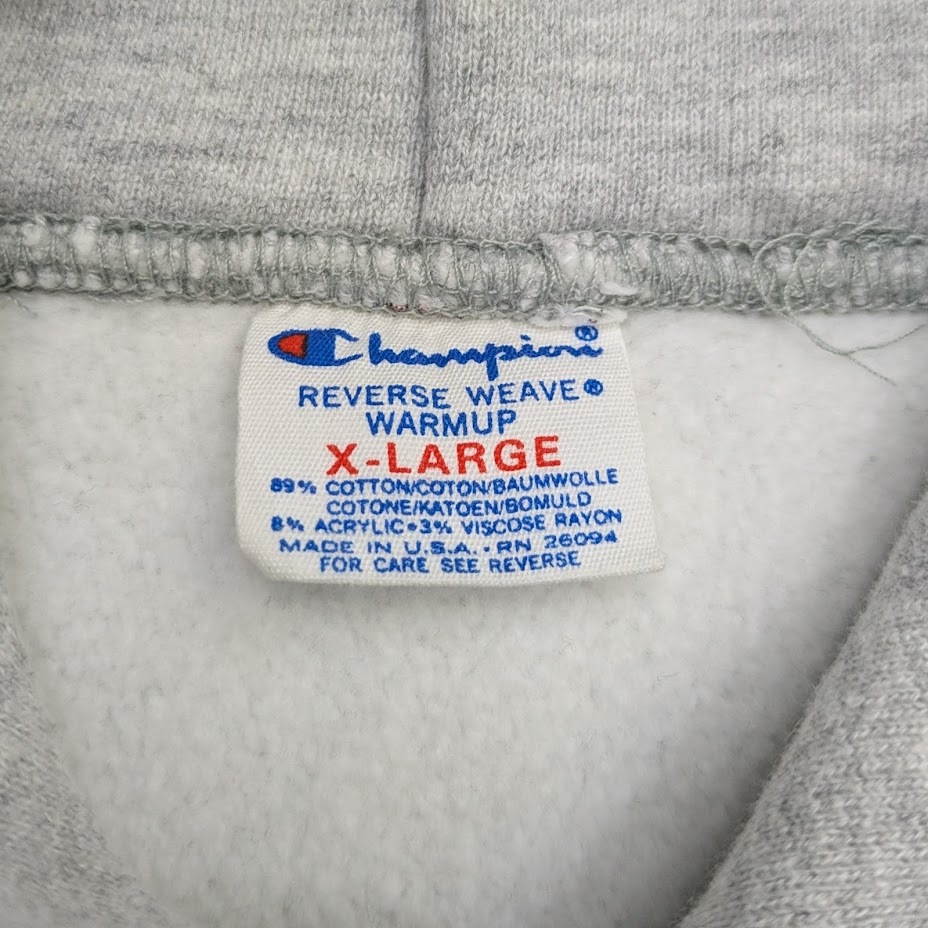 Champion®
REVERSE WEAVE®
WARMUP
X-LARGE
89% COTTON/COTON/BAUMWOLLE
COTONE/KATOEN/BOMULD
8% ACRYLIC•3% VISCOSE RAYON
MADE IN U.S.A. • RN 26094
FOR CARE SEE REVERSE